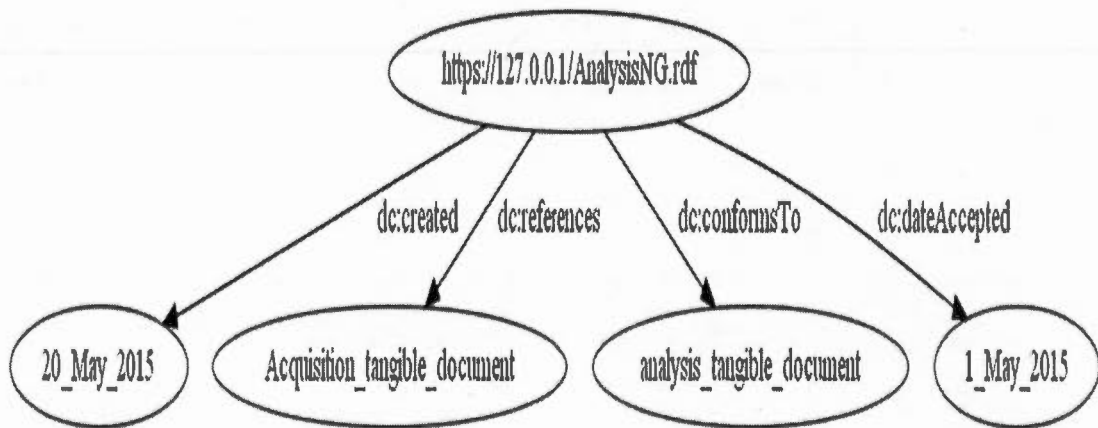 https://127.0.0.1/AnalysisNG.rdf
dc:created dc:references dc:conformsTo dc:dateAccepted
20_May_2015 Acquisition_tangible_document analysis_tangible_document 1_May_2015